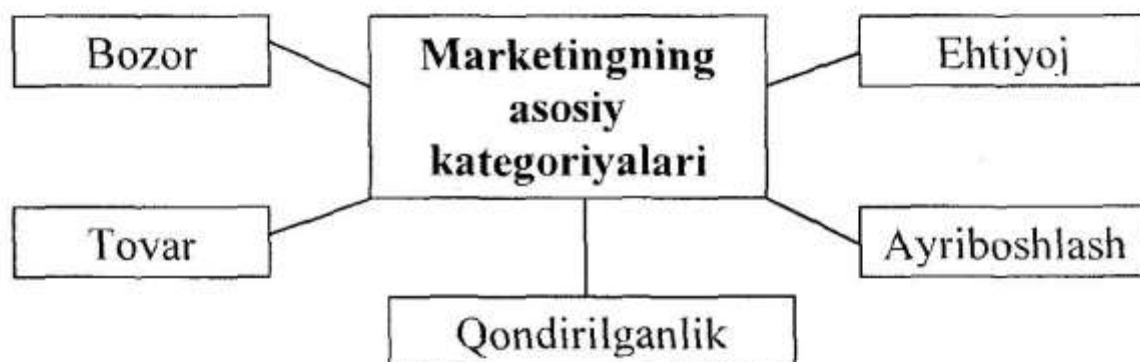 Bozor
Marketingning
asosiy
kategoriyalari
Ehtiyoj
Tovar
Ayriboshlash
Qondirilganlik